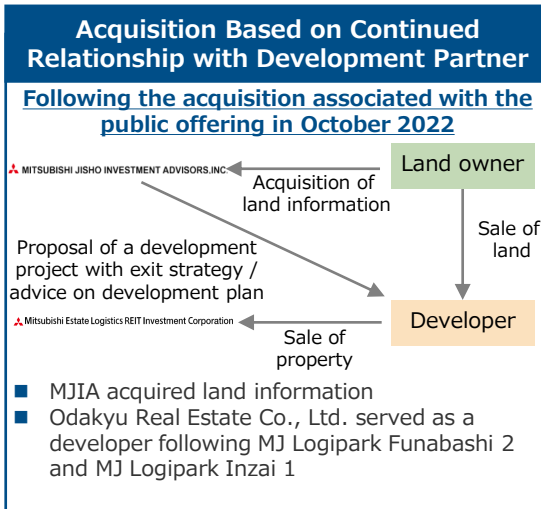 Acquisition Based on Continued
Relationship with Development Partner
Following the acquisition associated with the
public offering in October 2022
MITSUBISHI JISHO INVESTMENT ADVISORS,INC.
Land owner
Acquisition of
land information
Sale of
land
Proposal of a development
project with exit strategy /
advice on development plan
Mitsubishi Estate Logistics REIT Investment Corporation
Developer
Sale of
property
■ MJIA acquired land information
■ Odakyu Real Estate Co., Ltd. served as a
developer following MJ Logipark Funabashi 2
and MJ Logipark Inzai 1